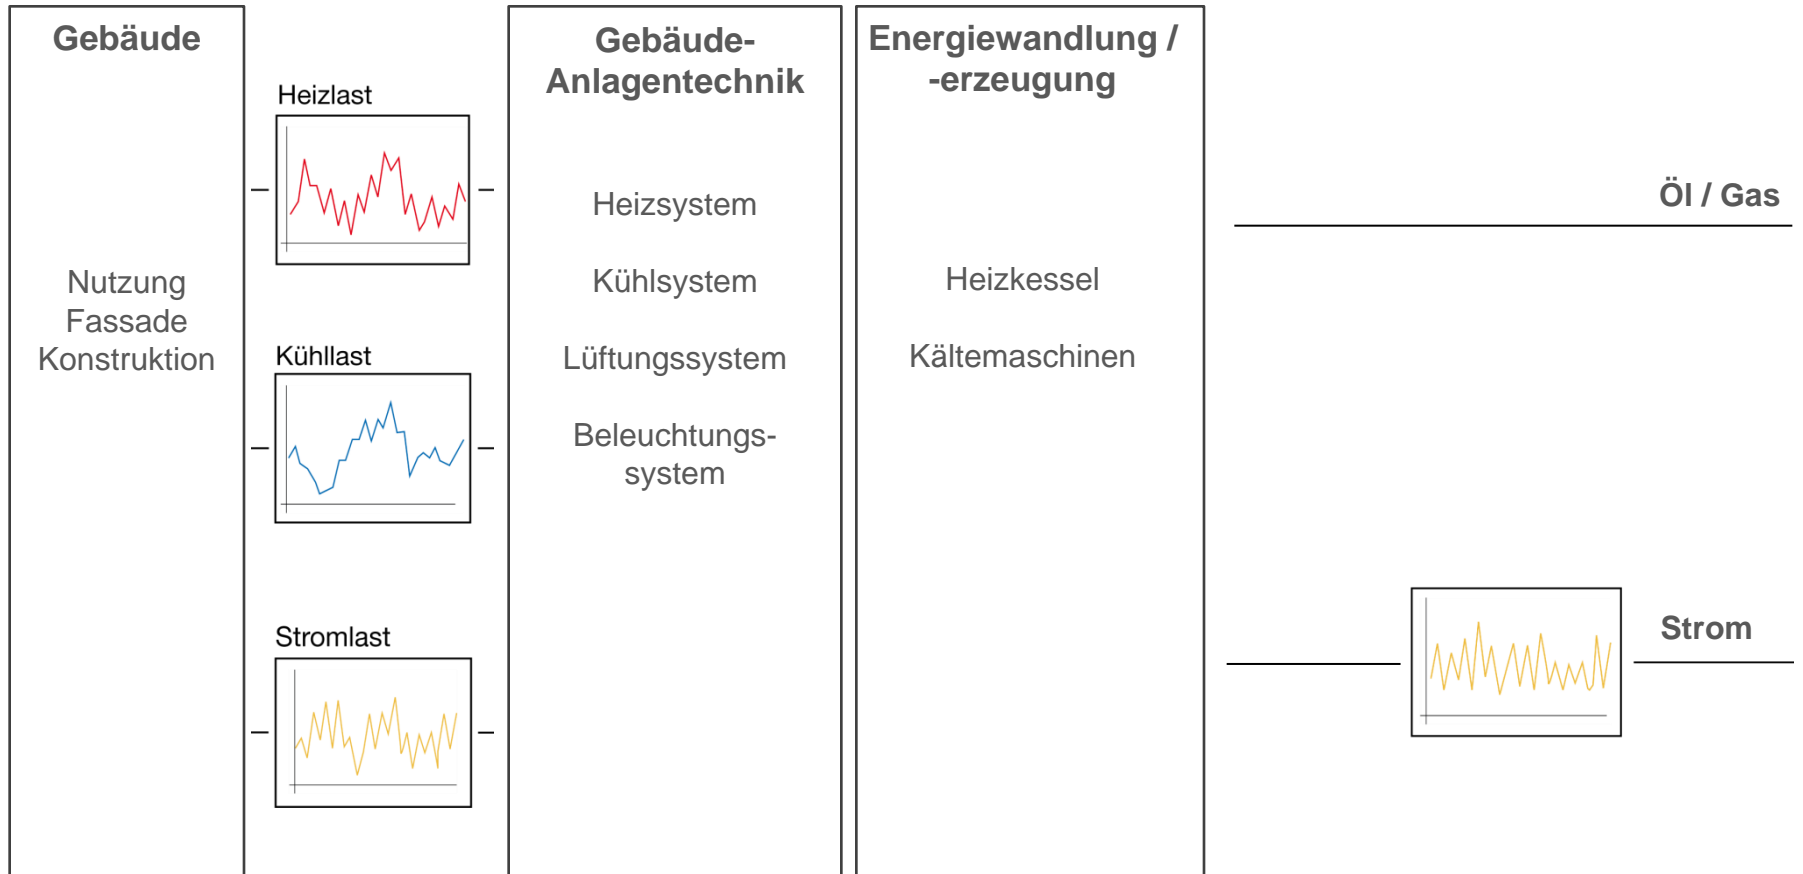 Gebäude
Nutzung
Fassade
Konstruktion
Heizlast
Kühllast
Stromlast
Gebäude-
Anlagentechnik
Heizsystem
Kühlsystem
Lüftungssystem
Beleuchtungs-
system
Energiewandlung /
-erzeugung
Heizkessel
Kältemaschinen
Öl / Gas
Strom